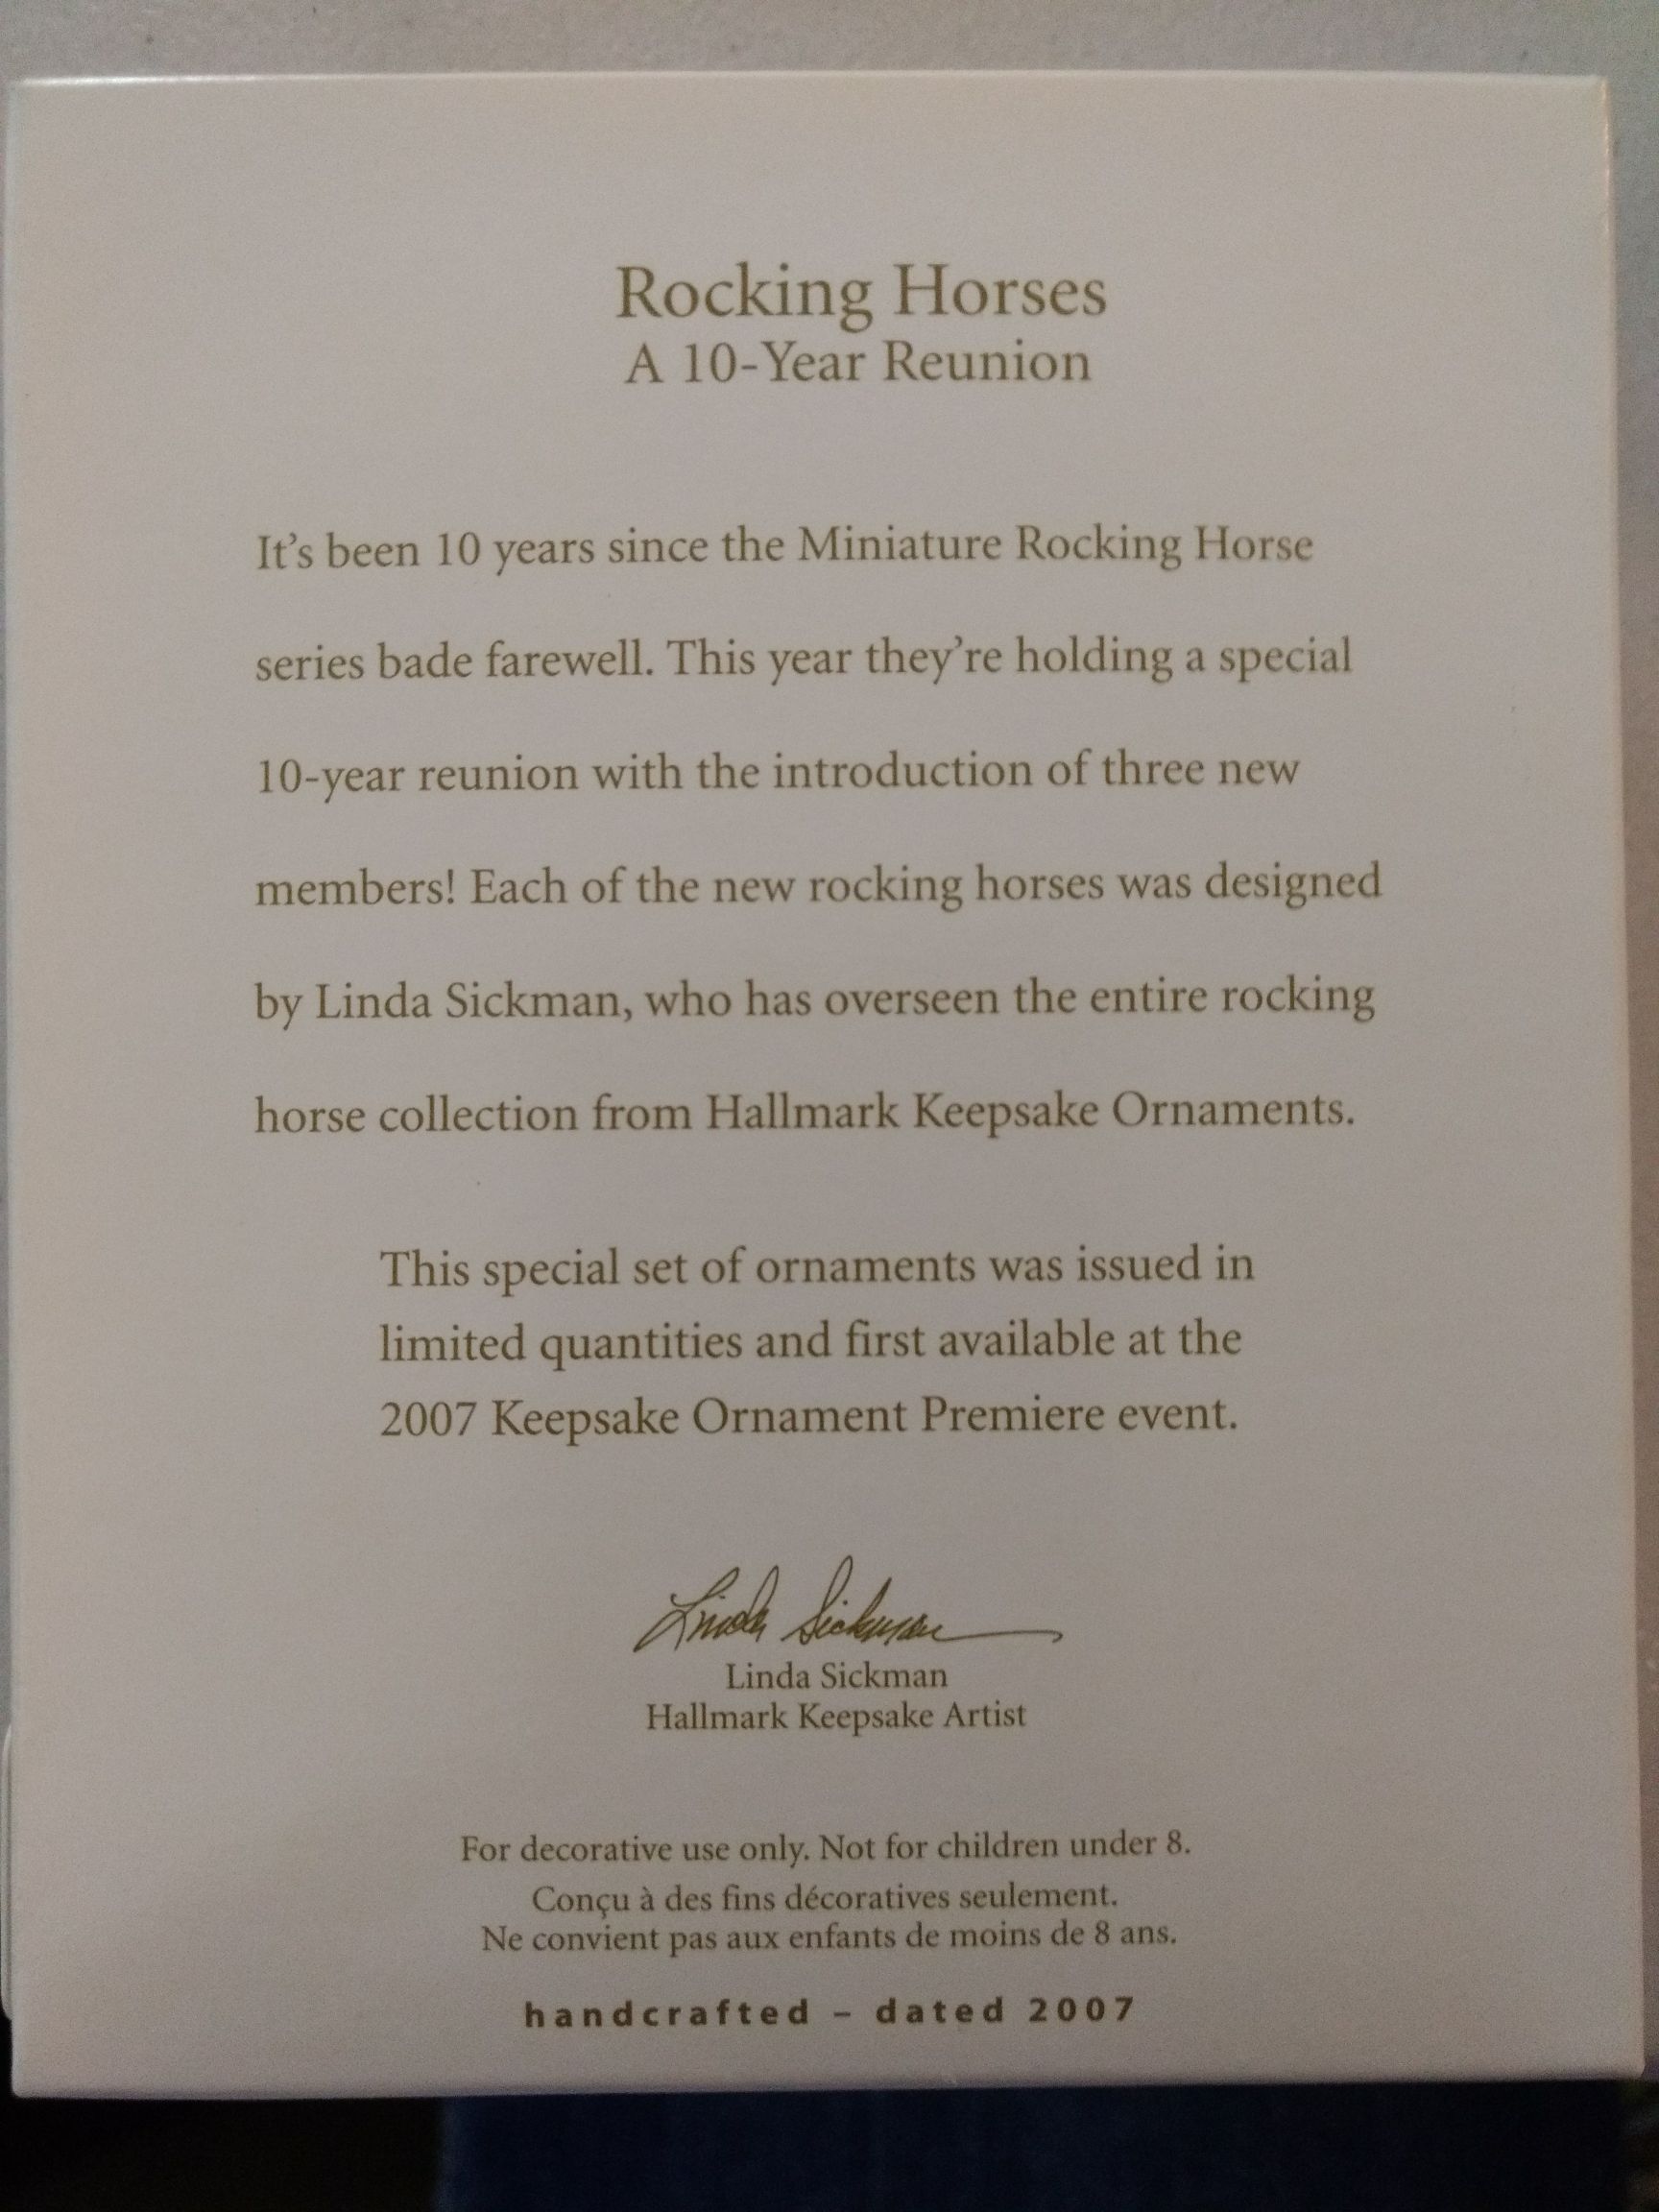 Rocking Horses
A 10-Year Reunion
It's been 10 years since the Miniature Rocking Horse
series bade farewell. This year they're holding a special
10-year reunion with the introduction of three new
members! Each of the new rocking horses was designed
by Linda Sickman, who has overseen the entire rocking
horse collection from Hallmark Keepsake Ornaments.
This special set of ornaments was issued in
limited quantities and first available at the
2007 Keepsake Ornament Premiere event.
Linda Sickman
Linda Sickman
Hallmark Keepsake Artist
For decorative use only. Not for children under 8.
Conçu à des fins décoratives seulement.
Ne convient pas aux enfants de moins de 8 ans.
handcrafted – dated 2007